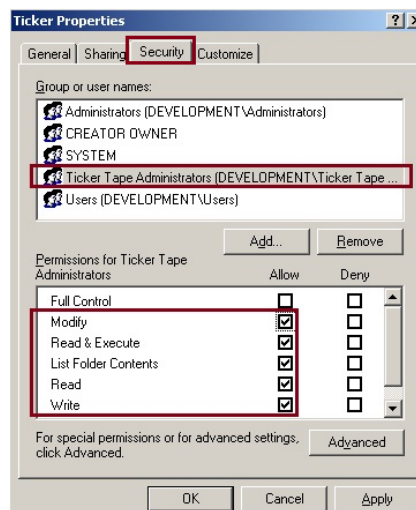 Ticker Properties
General
Sharing
Security
Customize
Group or user names:
Administrators (DEVELOPMENT\Administrators)
CREATOR OWNER
SYSTEM
Ticker Tape Administrators (DEVELOPMENT\Ticker Tape ...
Users (DEVELOPMENT\Users)
Add...
Remove
Permissions for Ticker Tape
Administrators
Allow
Deny
Full Control
Modify
Read & Execute
List Folder Contents
Read
Write
For special permissions or for advanced settings,
click Advanced.
Advanced
OK
Cancel
Apply